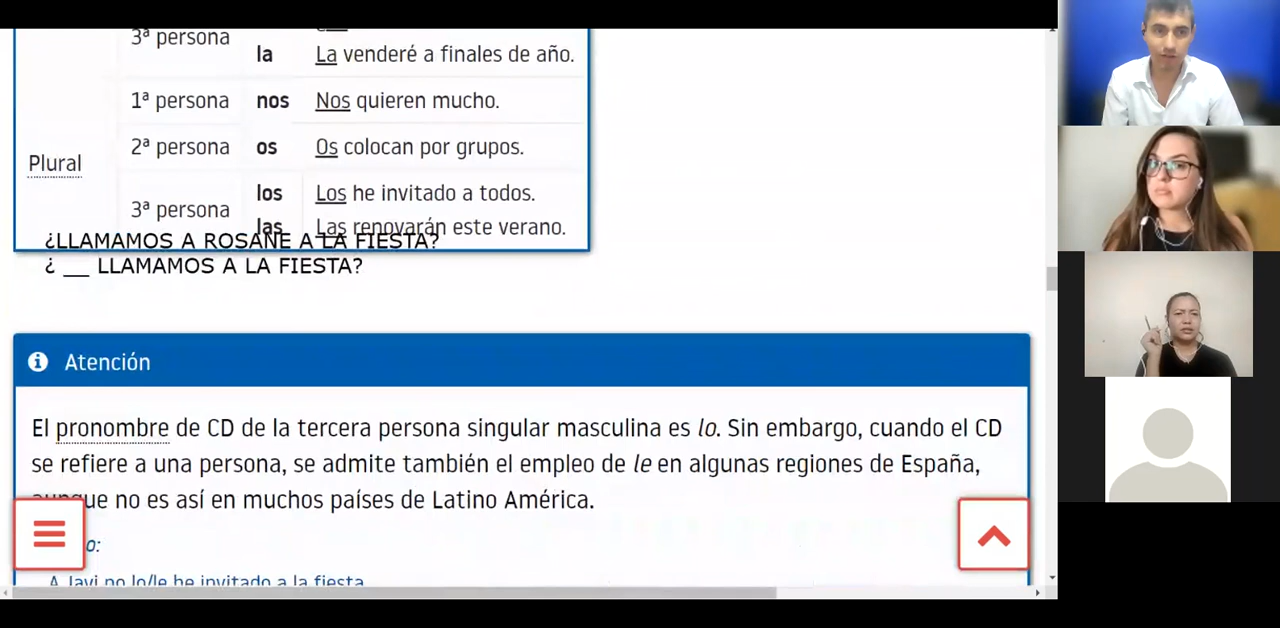 3ª persona
la La venderé a finales de año.
1ª persona nos Nos quieren mucho.
2ª persona os Os colocan por grupos.
Plural
los Los he invitado a todos.
3ª persona
las Las renovarán este verano.
¿LLAMAMOS A ROSANE A LA FIESTA?
¿ __ LLAMAMOS A LA FIESTA?
Atención
El pronombre de CD de la tercera persona singular masculina es lo. Sin embargo, cuando el CD
se refiere a una persona, se admite también el empleo de le en algunas regiones de España,
aunque no es así en muchos países de Latino América.
o:
A Javi no lo/le he invitado a la fiesta